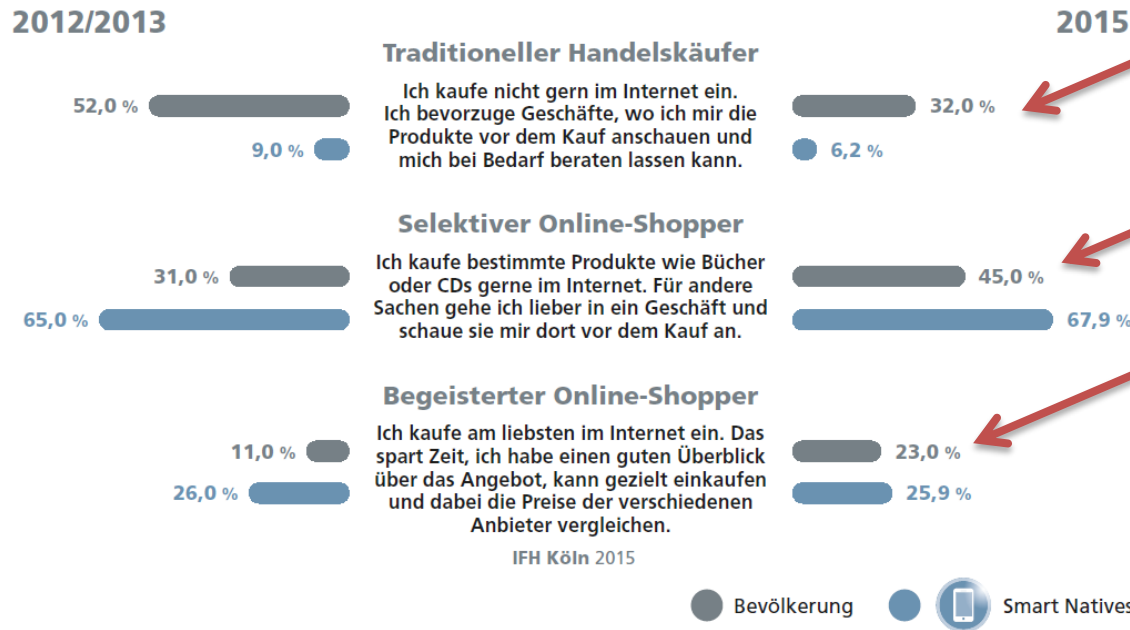 2012/2013
2015
Traditioneller Handelskäufer
Ich kaufe nicht gern im Internet ein.
Ich bevorzuge Geschäfte, wo ich mir die
Produkte vor dem Kauf anschauen und
mich bei Bedarf beraten lassen kann.
52,0 %
9,0 %
32,0 %
6,2 %
Selektiver Online-Shopper
Ich kaufe bestimmte Produkte wie Bücher
oder CDs gerne im Internet. Für andere
Sachen gehe ich lieber in ein Geschäft und
schaue sie mir dort vor dem Kauf an.
31,0 %
65,0 %
45,0 %
67,9 %
Begeisterter Online-Shopper
Ich kaufe am liebsten im Internet ein. Das
spart Zeit, ich habe einen guten Überblick
über das Angebot, kann gezielt einkaufen
und dabei die Preise der verschiedenen
Anbieter vergleichen.
11,0 %
26,0 %
23,0 %
25,9 %
IFH Köln 2015
Bevölkerung
Smart Natives